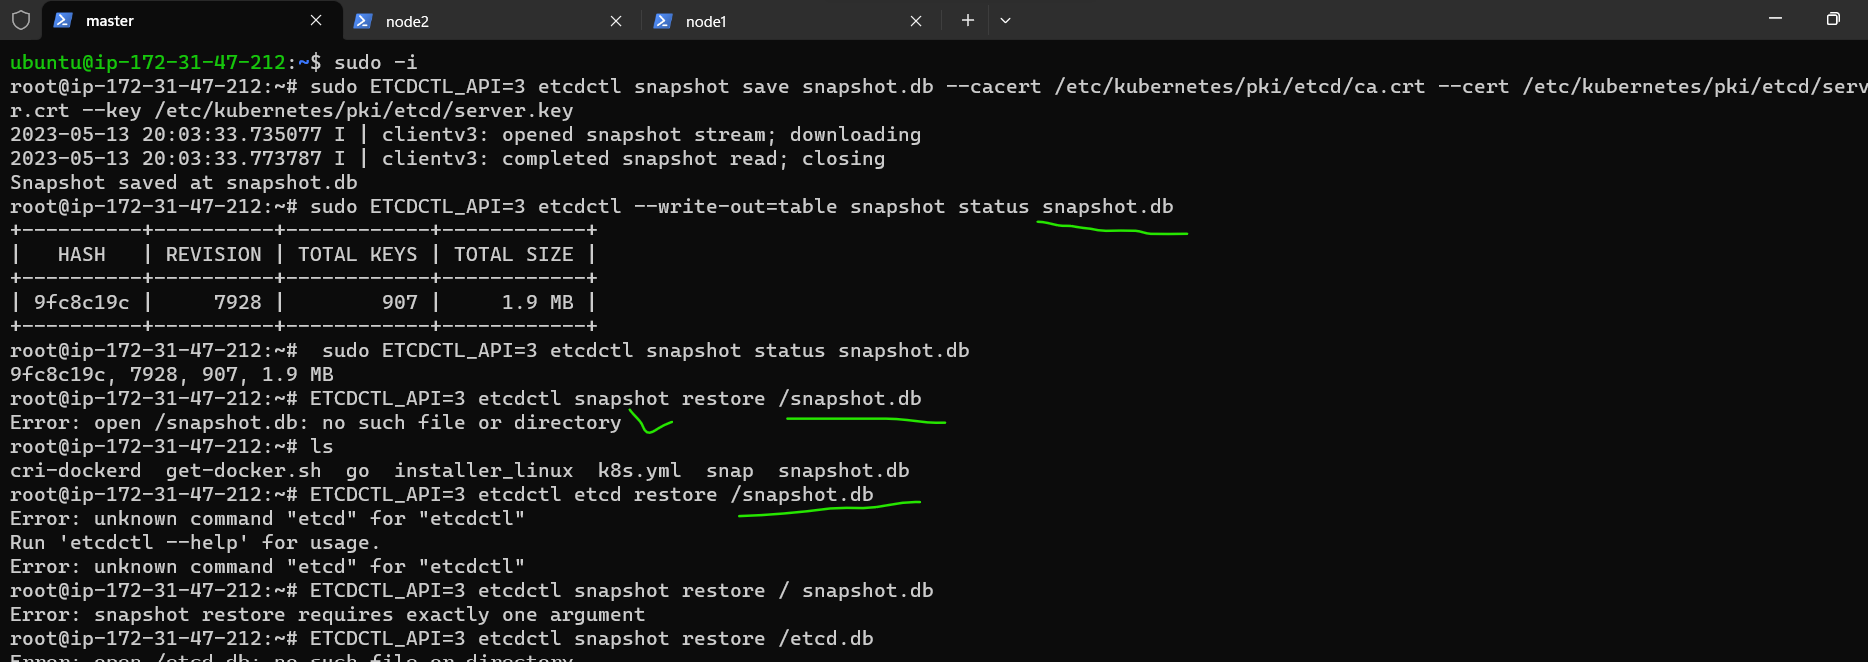 master node2 node1
ubuntu@ip-172-31-47-212:~$ sudo -i
root@ip-172-31-47-212:~# sudo ETCDCTL_API=3 etcdctl snapshot save snapshot.db --cacert /etc/kubernetes/pki/etcd/ca.crt --cert /etc/kubernetes/pki/etcd/serv
r.crt --key /etc/kubernetes/pki/etcd/server.key
2023-05-13 20:03:33.735077 I | clientv3: opened snapshot stream; downloading
2023-05-13 20:03:33.773787 I | clientv3: completed snapshot read; closing
Snapshot saved at snapshot.db
root@ip-172-31-47-212:~# sudo ETCDCTL_API=3 etcdctl --write-out=table snapshot status snapshot.db
+----------+----------+------------+------------+
|   HASH   | REVISION | TOTAL KEYS | TOTAL SIZE |
+----------+----------+------------+------------+
| 9fc8c19c |     7928 |        907 |     1.9 MB |
+----------+----------+------------+------------+
root@ip-172-31-47-212:~#  sudo ETCDCTL_API=3 etcdctl snapshot status snapshot.db
9fc8c19c, 7928, 907, 1.9 MB
root@ip-172-31-47-212:~# ETCDCTL_API=3 etcdctl snapshot restore /snapshot.db
Error: open /snapshot.db: no such file or directory
root@ip-172-31-47-212:~# ls
cri-dockerd  get-docker.sh  go  installer_linux  k8s.yml  snap  snapshot.db
root@ip-172-31-47-212:~# ETCDCTL_API=3 etcdctl etcd restore /snapshot.db
Error: unknown command "etcd" for "etcdctl"
Run 'etcdctl --help' for usage.
Error: unknown command "etcd" for "etcdctl"
root@ip-172-31-47-212:~# ETCDCTL_API=3 etcdctl snapshot restore / snapshot.db
Error: snapshot restore requires exactly one argument
root@ip-172-31-47-212:~# ETCDCTL_API=3 etcdctl snapshot restore /etcd.db
Error: open /etcd.db: no such file or directory